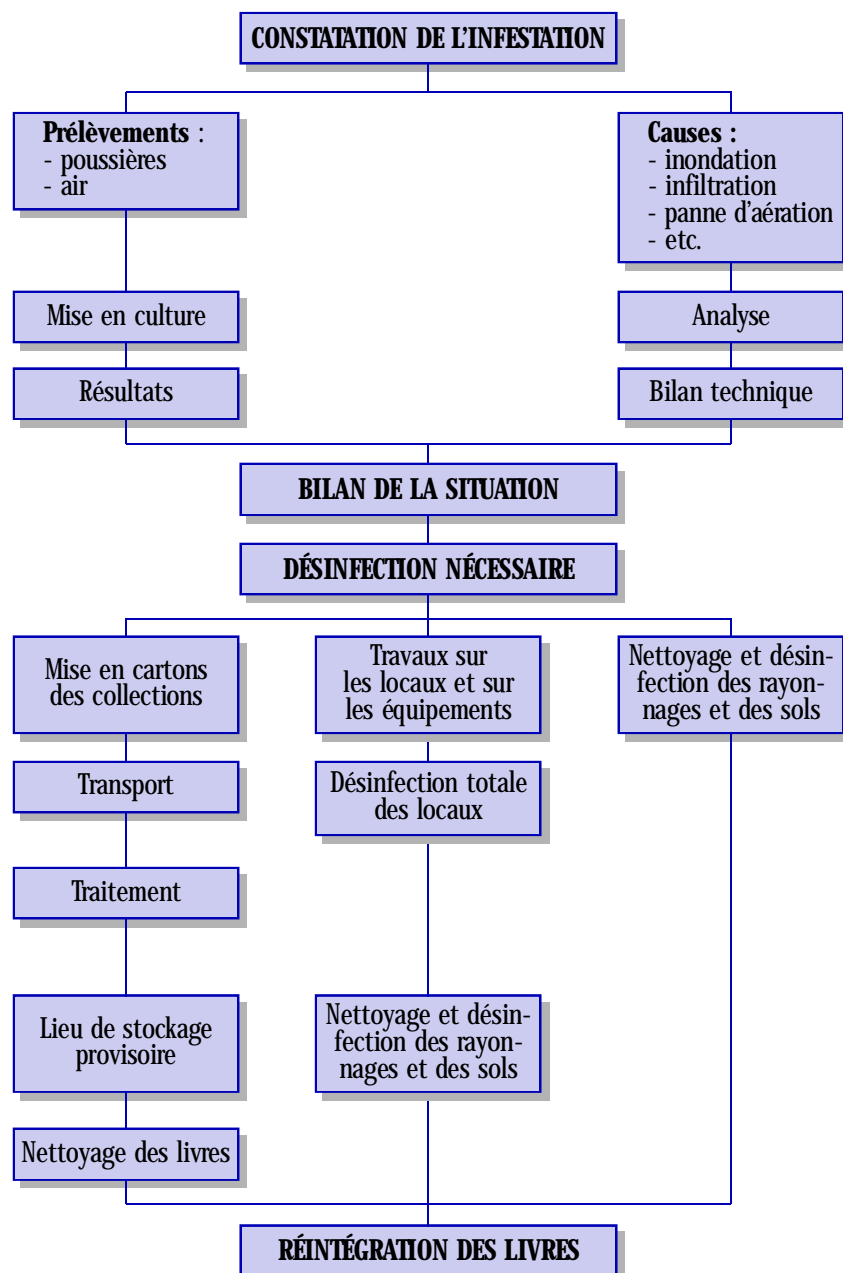 CONSTATATION DE L'INFESTATION
Prélèvements :
- poussières
- air
Causes :
- inondation
- infiltration
- panne d'aération
- etc.
Mise en culture
Analyse
Résultats
Bilan technique
BILAN DE LA SITUATION
DÉSINFECTION NÉCESSAIRE
Mise en cartons
des collections
Travaux sur
les locaux et sur
les équipements
Nettoyage et désin-
fection des rayon-
nages et des sols
Transport
Désinfection totale
des locaux
Traitement
Lieu de stockage
provisoire
Nettoyage et désin-
fection des rayon-
nages et des sols
Nettoyage des livres
RÉINTÉGRATION DES LIVRES